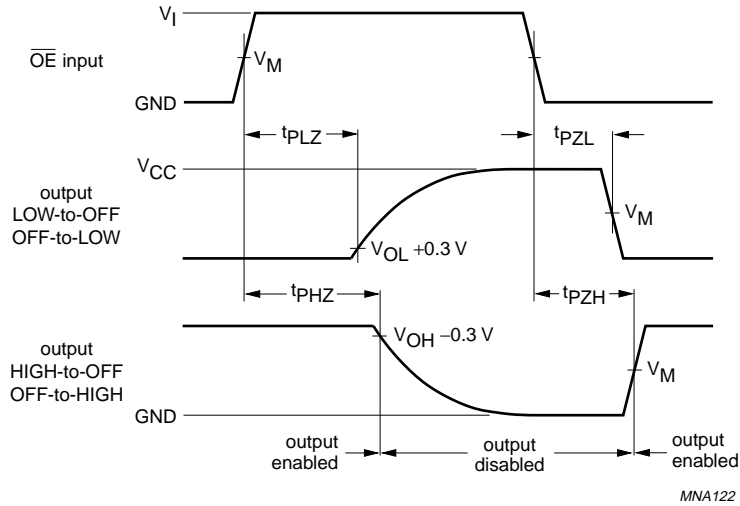 V_I
OE input
V_M
GND
t_PLZ
t_PZL
V_CC
output
LOW-to-OFF
OFF-to-LOW
V_M
V_OL +0.3 V
t_PHZ
t_PZH
output
HIGH-to-OFF
OFF-to-HIGH
V_OH −0.3 V
V_M
GND
output
enabled
output
disabled
output
enabled
MNA122